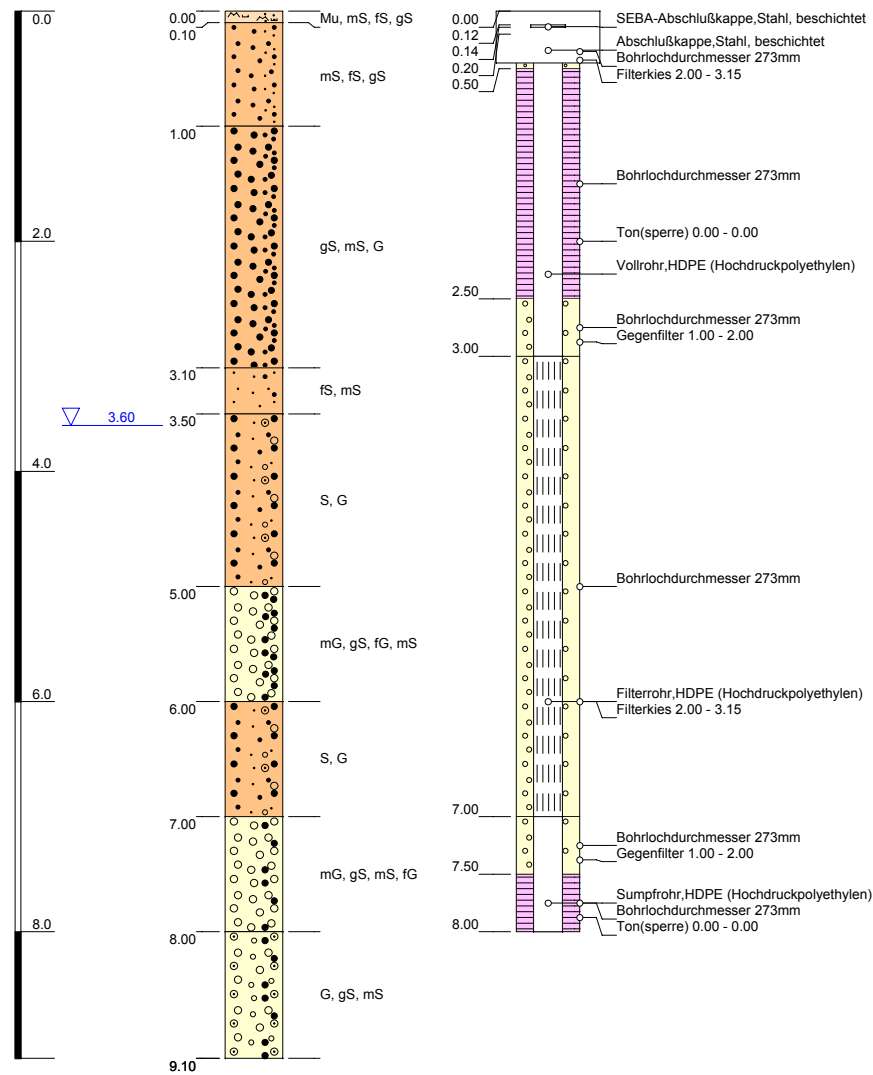 0.0
0.00
Mu, mS, fS, gS
0.10
mS, fS, gS
1.00
2.0
gS, mS, G
3.10
fS, mS
3.50
3.60
4.0
S, G
5.00
mG, gS, fG, mS
6.0
6.00
S, G
7.00
mG, gS, mS, fG
8.0
8.00
G, gS, mS
9.10
0.00
SEBA-Abschlußkappe,Stahl, beschichtet
0.12
Abschlußkappe,Stahl, beschichtet
0.14
Bohrlochdurchmesser 273mm
0.20
Filterkies 2.00 - 3.15
0.50
Bohrlochdurchmesser 273mm
Ton(sperre) 0.00 - 0.00
Vollrohr,HDPE (Hochdruckpolyethylen)
2.50
Bohrlochdurchmesser 273mm
Gegenfilter 1.00 - 2.00
3.00
Bohrlochdurchmesser 273mm
Filterrohr,HDPE (Hochdruckpolyethylen)
Filterkies 2.00 - 3.15
7.00
Bohrlochdurchmesser 273mm
Gegenfilter 1.00 - 2.00
7.50
Sumpfrohr,HDPE (Hochdruckpolyethylen)
Bohrlochdurchmesser 273mm
Ton(sperre) 0.00 - 0.00
8.00